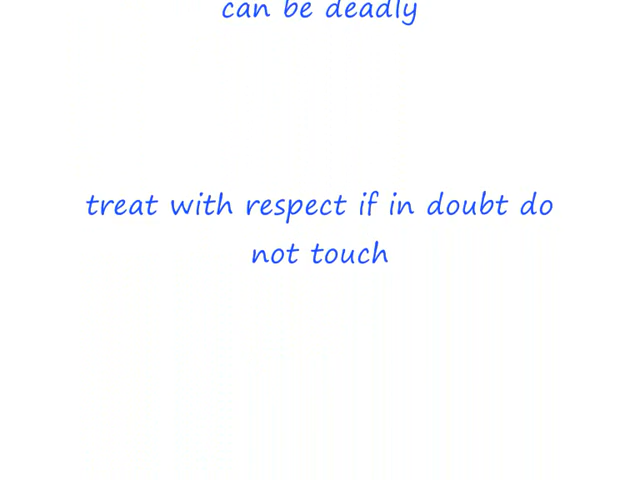 can be deadly
treat with respect if in doubt do
not touch